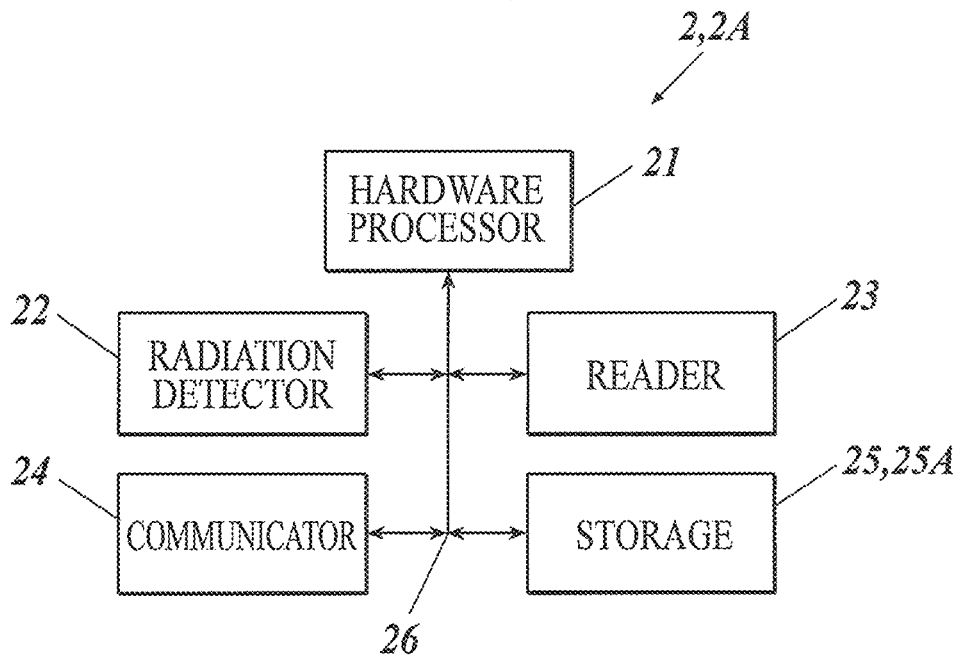 2,2A
21
HARDWARE
PROCESSOR
22
RADIATION
DETECTOR
23
READER
24
COMMUNICATOR
25,25A
STORAGE
26